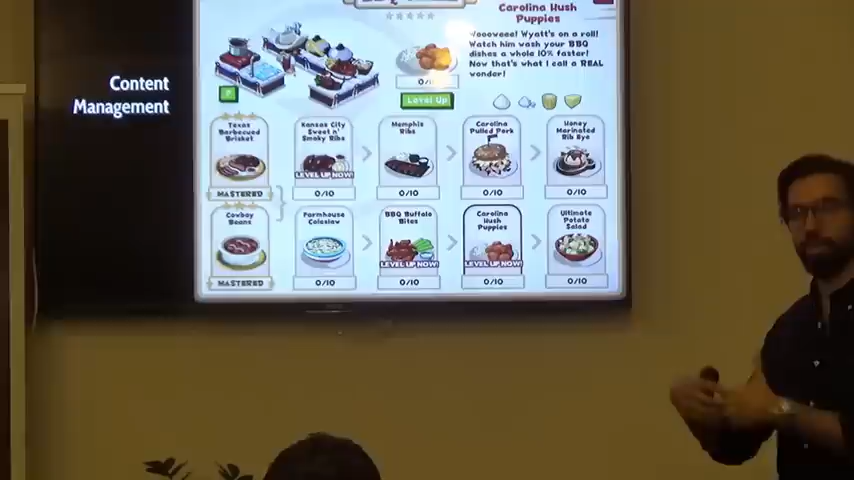 Carolina Hush
Puppies
Content
Management
Yoooweee! Wyatt's on a roll!
Watch him wash your BBQ
dishes a whole 10% faster!
Now that's what I call a REAL
wonder!
?
Level Up
Texas
Barbecued
Brisket
Kansas City
Sweet n'
Smoky Ribs
Memphis
Ribs
Carolina
Pulled Pork
Honey
Marinated
Rib Eye
LEVEL UP NOW!
MASTERED
0/10
0/10
0/10
0/10
Cowboy
Beans
Farmhouse
Coleslaw
BBQ Buffalo
Bites
Carolina
Hush
Puppies
Ultimate
Potato
Salad
LEVEL UP NOW!
LEVEL UP NOW!
MASTERED
0/10
0/10
0/10
0/10